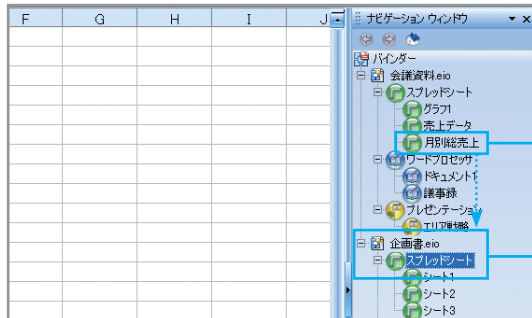 F G H I J
ナビゲーション ウィンドウ
バインダー
会議資料.eio
スプレッドシート
グラフ1
売上データ
月別総売上
ワードプロセッサ
ドキュメント1
議事録
プレゼンテーション
エリア戦略
企画書.eio
スプレッドシート
シート1
シート2
シート3